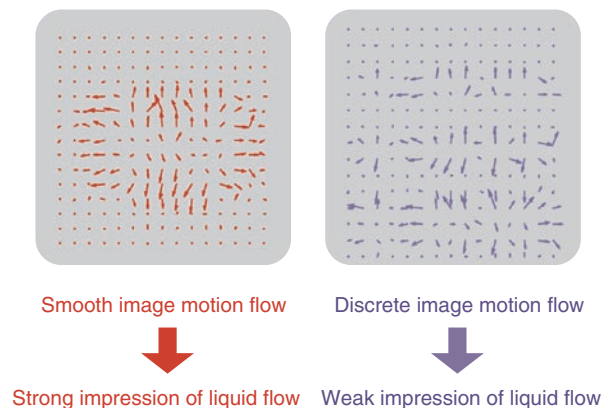 Smooth image motion flow
Discrete image motion flow
Strong impression of liquid flow
Weak impression of liquid flow